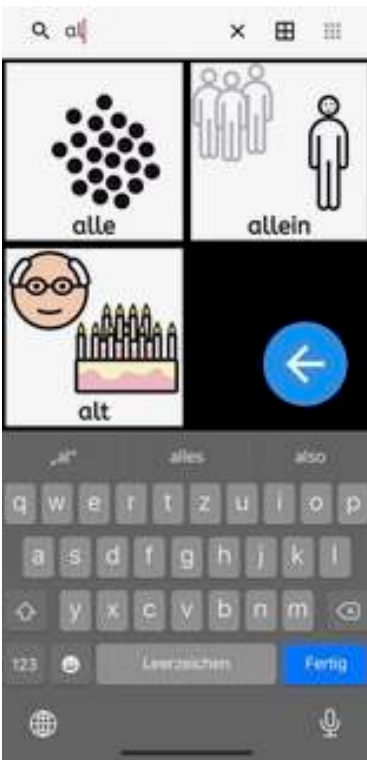 al
alle allein
alt
„al“ alles also
q w e r t z u i o p
a s d f g h j k l
y x c v b n m
123 Leerzeichen Fertig